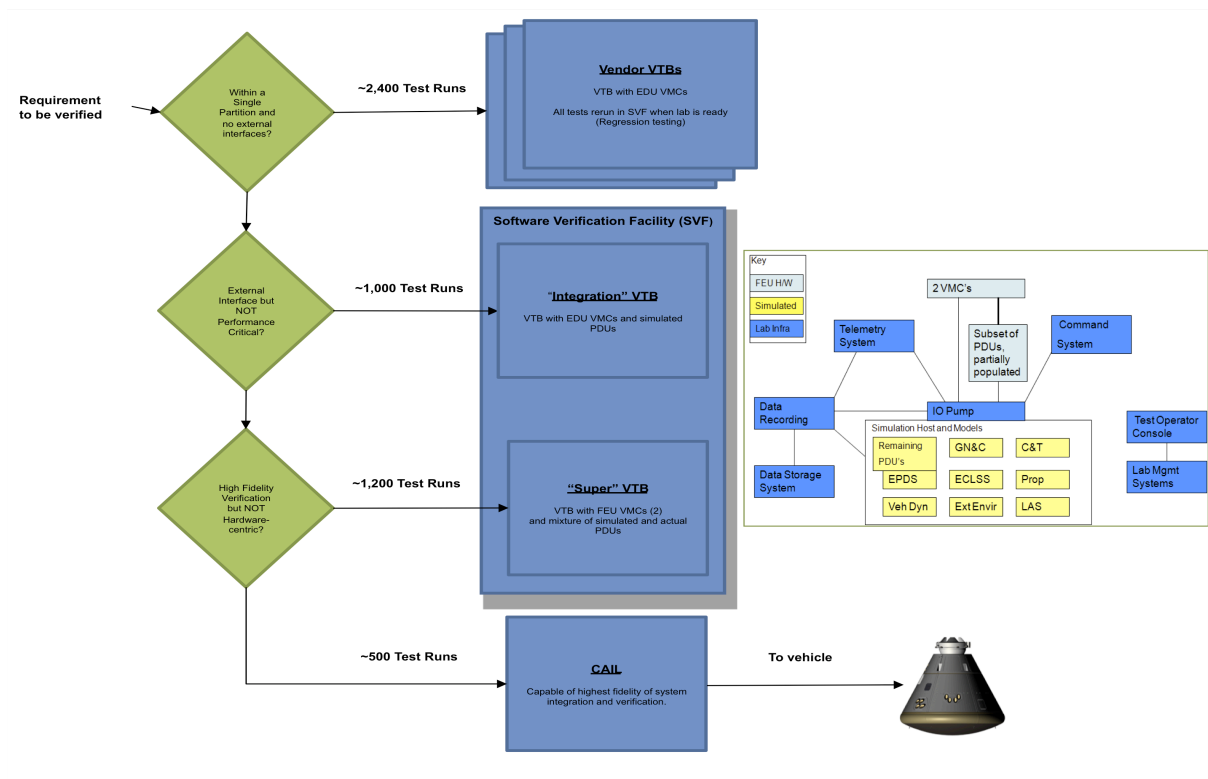 Requirement
to be verified
Within a
Single
Partition and
no external
interfaces?
~2,400 Test Runs
Vendor VTBs
VTB with EDU VMCs
All tests rerun in SVF when lab is ready
(Regression testing)
External
Interface but
NOT
Performance
Critical?
~1,000 Test Runs
Software Verification Facility (SVF)
“Integration” VTB
VTB with EDU VMCs and simulated
PDUs
High Fidelity
Verification
but NOT
Hardware-
centric?
~1,200 Test Runs
“Super” VTB
VTB with FEU VMCs (2)
and mixture of simulated and actual
PDUs
~500 Test Runs
CAIL
Capable of highest fidelity of system
integration and verification.
To vehicle
Key
FEU H/W
Simulated
Lab Infra
2 VMC's
Telemetry
System
Subset of
PDUs,
partially
populated
Command
System
Data
Recording
IO Pump
Data Storage
System
Simulation Host and Models
Remaining
PDU's
GN&C
C&T
EPDS
ECLSS
Prop
Veh Dyn
Ext Envir
LAS
Test Operator
Console
Lab Mgmt
Systems